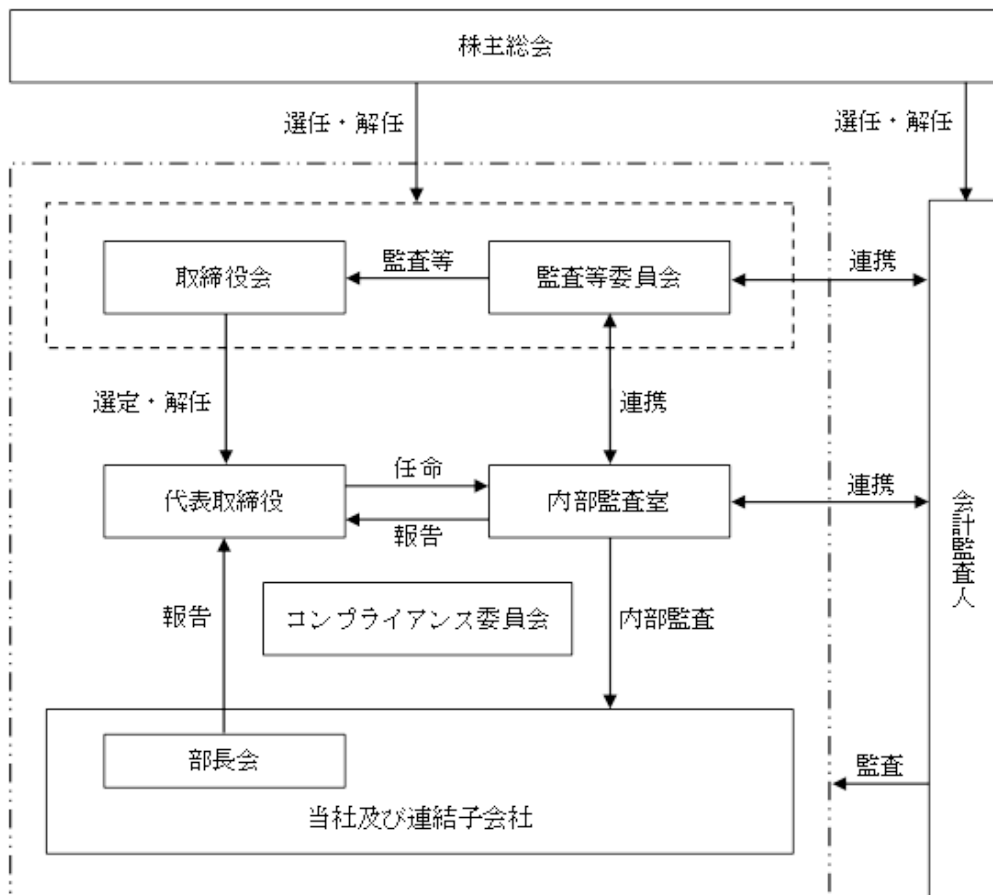 株主総会
選任・解任
選任・解任
取締役会
監査等
監査等委員会
連携
選定・解任
連携
代表取締役
任命
報告
内部監査室
連携
会計監査人
コンプライアンス委員会
報告
内部監査
部長会
監査
当社及び連結子会社